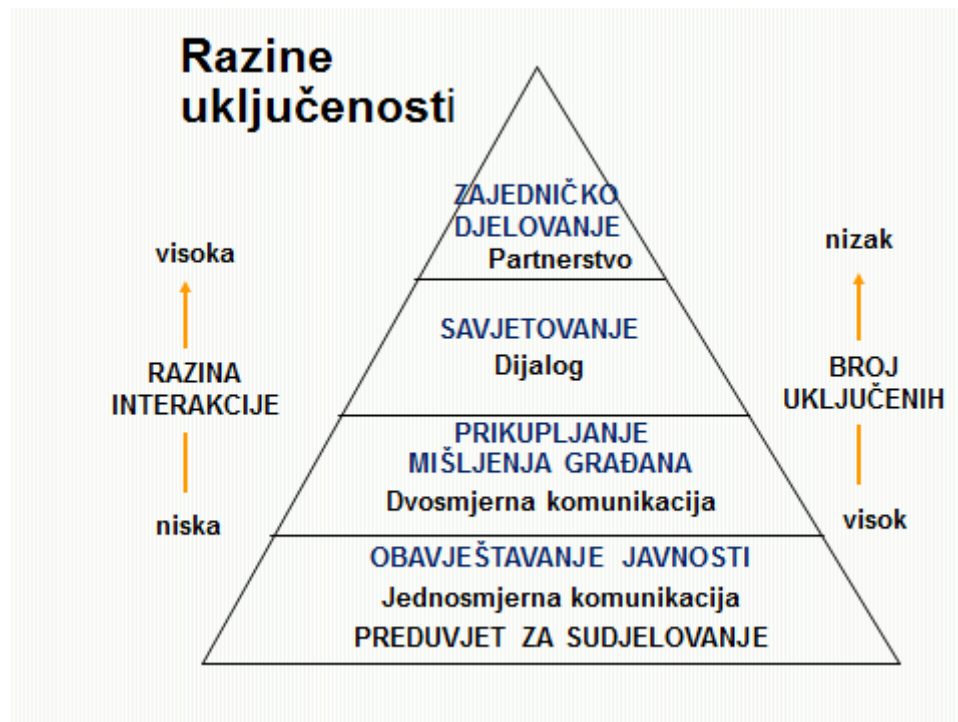 Razine
uključenosti
ZAJEDNIČKO
DJELOVANJE
Partnerstvo
visoka
RAZINA
INTERAKCIJE
niska
nizak
BROJ
UKLJUČENIH
visok
SAVJETOVANJE
Dijalog
PRIKUPLJANJE
MIŠLJENJA GRAĐANA
Dvosmjerna komunikacija
OBAVJEŠTAVANJE JAVNOSTI
Jednosmjerna komunikacija
PREDUVJET ZA SUDJELOVANJE